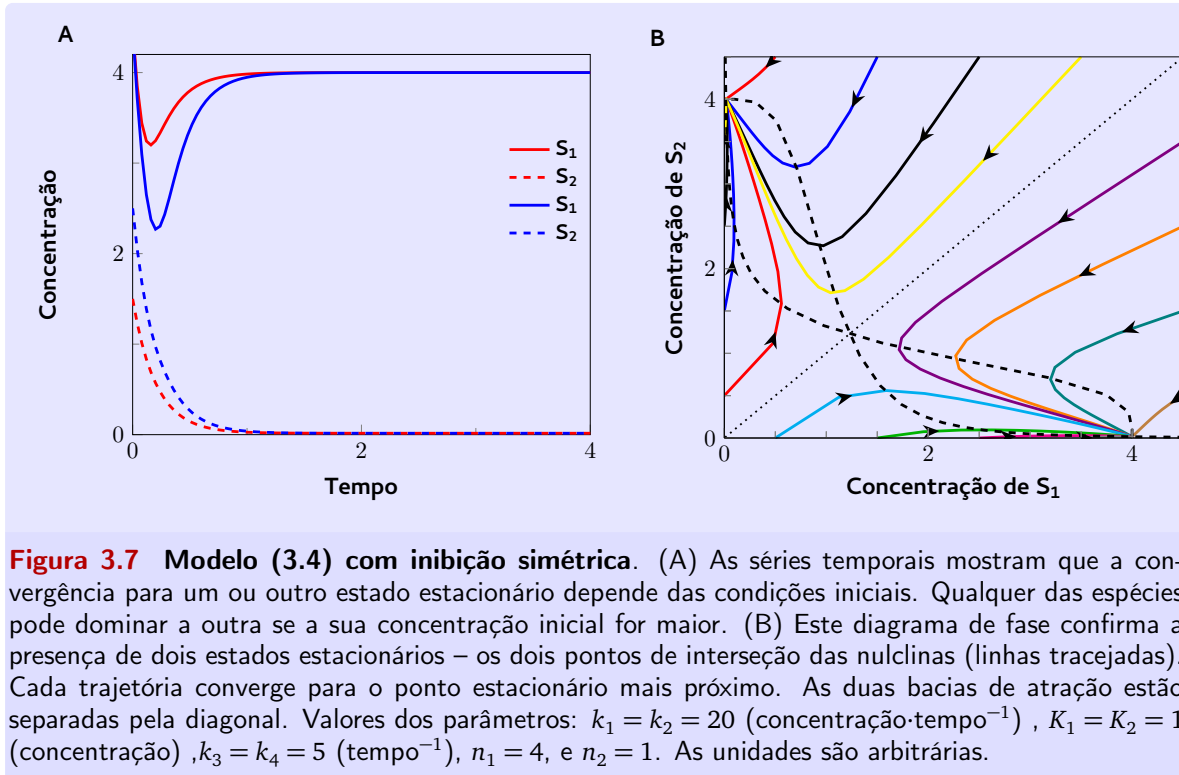 A
B
4
2
0
0
2
4
Concentração
Tempo
S₁
S₂
S₁
S₂
4
2
0
0
2
4
Concentração de S₂
Concentração de S₁
Figura 3.7 Modelo (3.4) com inibição simétrica. (A) As séries temporais mostram que a con-
vergência para um ou outro estado estacionário depende das condições iniciais. Qualquer das espécies
pode dominar a outra se a sua concentração inicial for maior. (B) Este diagrama de fase confirma a
presença de dois estados estacionários – os dois pontos de interseção das nulclinas (linhas tracejadas).
Cada trajetória converge para o ponto estacionário mais próximo. As duas bacias de atração estão
separadas pela diagonal. Valores dos parâmetros: k₁ = k₂ = 20 (concentração·tempo⁻¹) , K₁ = K₂ = 1
(concentração) ,k₃ = k₄ = 5 (tempo⁻¹), n₁ = 4, e n₂ = 1. As unidades são arbitrárias.